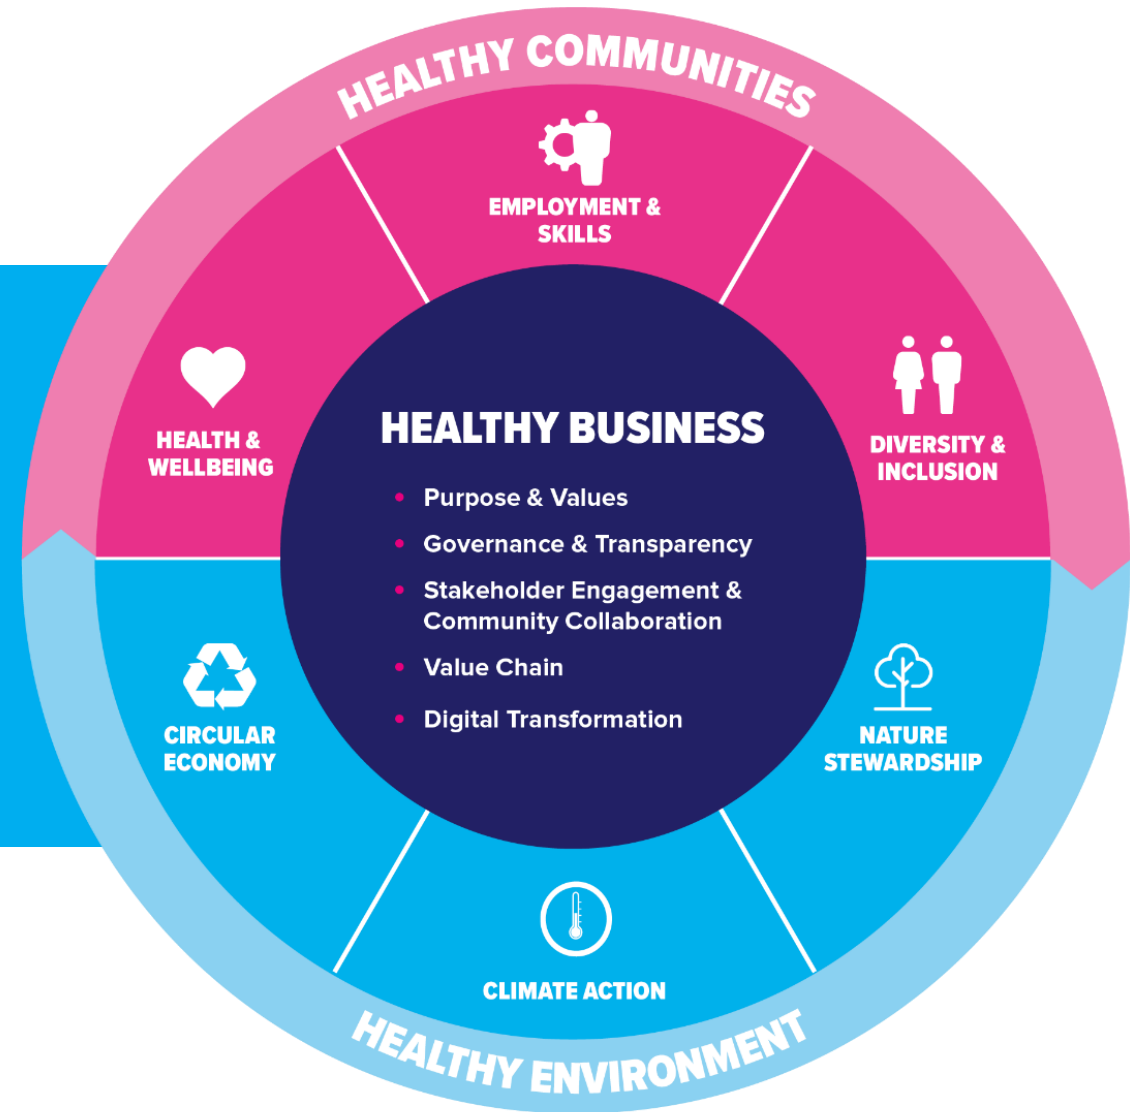 HEALTHY COMMUNITIES
EMPLOYMENT &
SKILLS
HEALTH &
WELLBEING
DIVERSITY &
INCLUSION
HEALTHY BUSINESS
• Purpose & Values
• Governance & Transparency
• Stakeholder Engagement &
Community Collaboration
• Value Chain
• Digital Transformation
CIRCULAR
ECONOMY
NATURE
STEWARDSHIP
CLIMATE ACTION
HEALTHY ENVIRONMENT